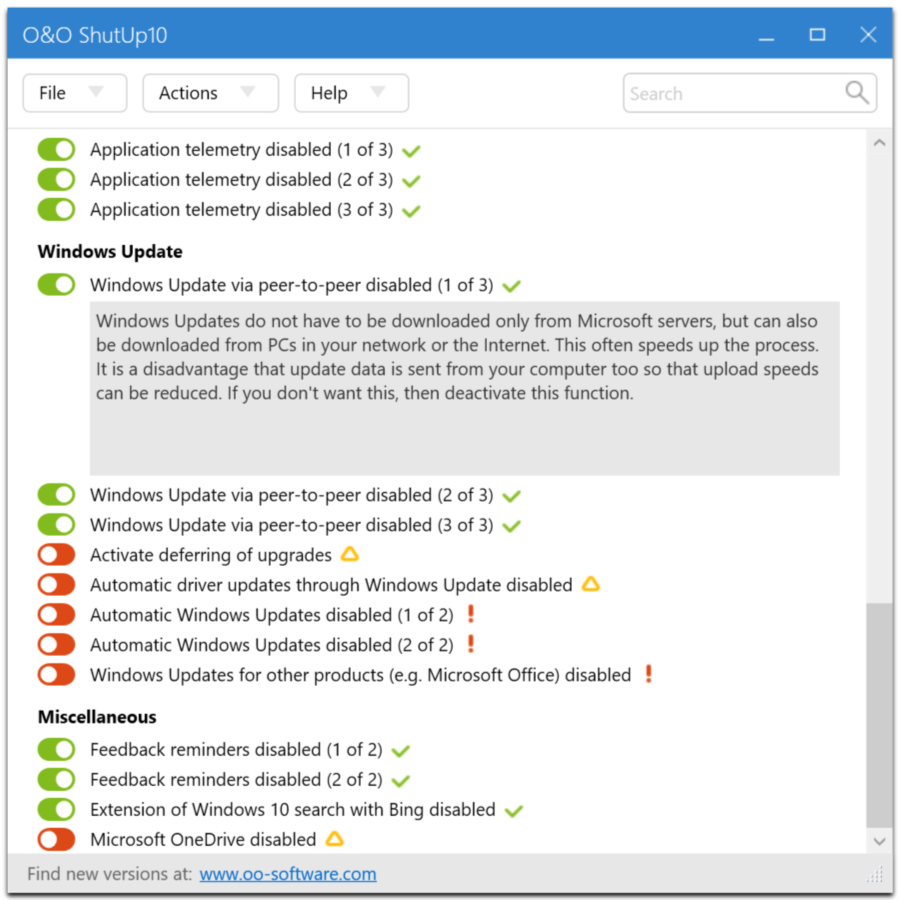 O&O ShutUp10
File
Actions
Help
Search
Application telemetry disabled (1 of 3)
Application telemetry disabled (2 of 3)
Application telemetry disabled (3 of 3)
Windows Update
Windows Update via peer-to-peer disabled (1 of 3)
Windows Updates do not have to be downloaded only from Microsoft servers, but can also
be downloaded from PCs in your network or the Internet. This often speeds up the process.
It is a disadvantage that update data is sent from your computer too so that upload speeds
can be reduced. If you don't want this, then deactivate this function.
Windows Update via peer-to-peer disabled (2 of 3)
Windows Update via peer-to-peer disabled (3 of 3)
Activate deferring of upgrades
Automatic driver updates through Windows Update disabled
Automatic Windows Updates disabled (1 of 2)
Automatic Windows Updates disabled (2 of 2)
Windows Updates for other products (e.g. Microsoft Office) disabled
Miscellaneous
Feedback reminders disabled (1 of 2)
Feedback reminders disabled (2 of 2)
Extension of Windows 10 search with Bing disabled
Microsoft OneDrive disabled
Find new versions at: www.oo-software.com